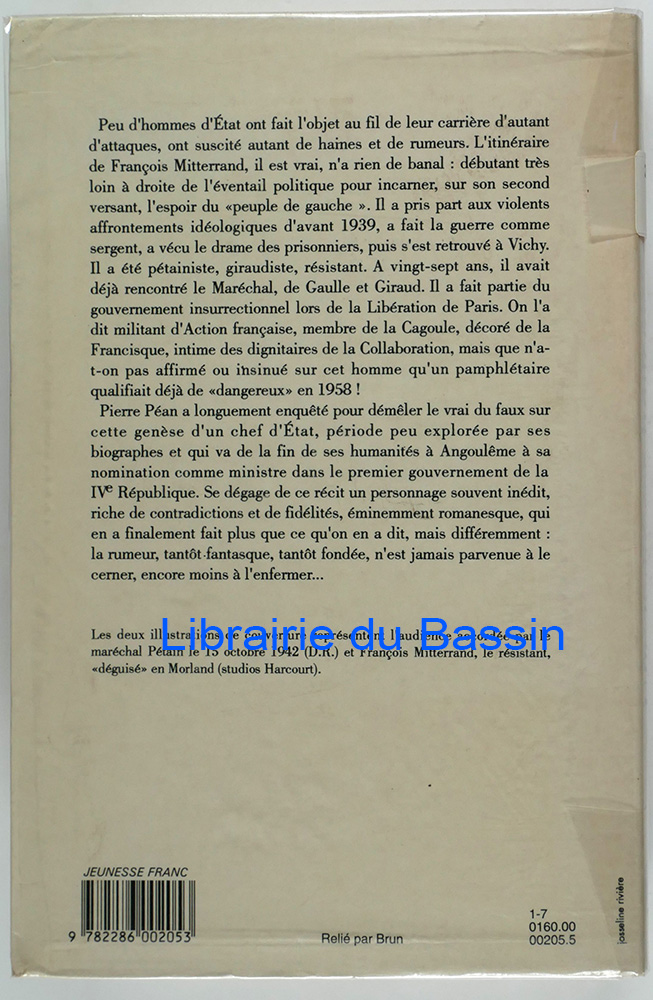 Peu d'hommes d'État ont fait l'objet au fil de leur carrière d'autant
d'attaques, ont suscité autant de haines et de rumeurs. L'itinéraire
de François Mitterrand, il est vrai, n'a rien de banal : débutant très
loin à droite de l'éventail politique pour incarner, sur son second
versant, l'espoir du «peuple de gauche ». Il a pris part aux violents
affrontements idéologiques d'avant 1939, a fait la guerre comme
sergent, a vécu le drame des prisonniers, puis s'est retrouvé à Vichy.
Il a été pétainiste, giraudiste, résistant. A vingt-sept ans, il avait
déjà rencontré le Maréchal, de Gaulle et Giraud. Il a fait partie du
gouvernement insurrectionnel lors de la Libération de Paris. On l'a
dit militant d'Action française, membre de la Cagoule, décoré de la
Francisque, intime des dignitaires de la Collaboration, mais que n'a-
t-on pas affirmé ou insinué sur cet homme qu'un pamphlétaire
qualifiait déjà de «dangereux» en 1958 !
Pierre Péan a longuement enquêté pour démêler le vrai du faux sur
cette genèse d'un chef d'État, période peu explorée par ses
biographes et qui va de la fin de ses humanités à Angoulême à sa
nomination comme ministre dans le premier gouvernement de la
IVe République. Se dégage de ce récit un personnage souvent inédit,
riche de contradictions et de fidélités, éminemment romanesque, qui
en a finalement fait plus que ce qu'on en a dit, mais différemment :
la rumeur, tantôt fantasque, tantôt fondée, n'est jamais parvenue à le
cerner, encore moins à l'enfermer...
Les deux illustrations de couverture représentent l'audience accordée par le
maréchal Pétain le 15 octobre 1942 (D.R.) et François Mitterrand, le résistant,
«déguisé» en Morland (studios Harcourt).
Librairie du Bassin
JEUNESSE FRANC
9 782286 002053
Relié par Brun
1-7
0160.00
00205.5
josseline rivière